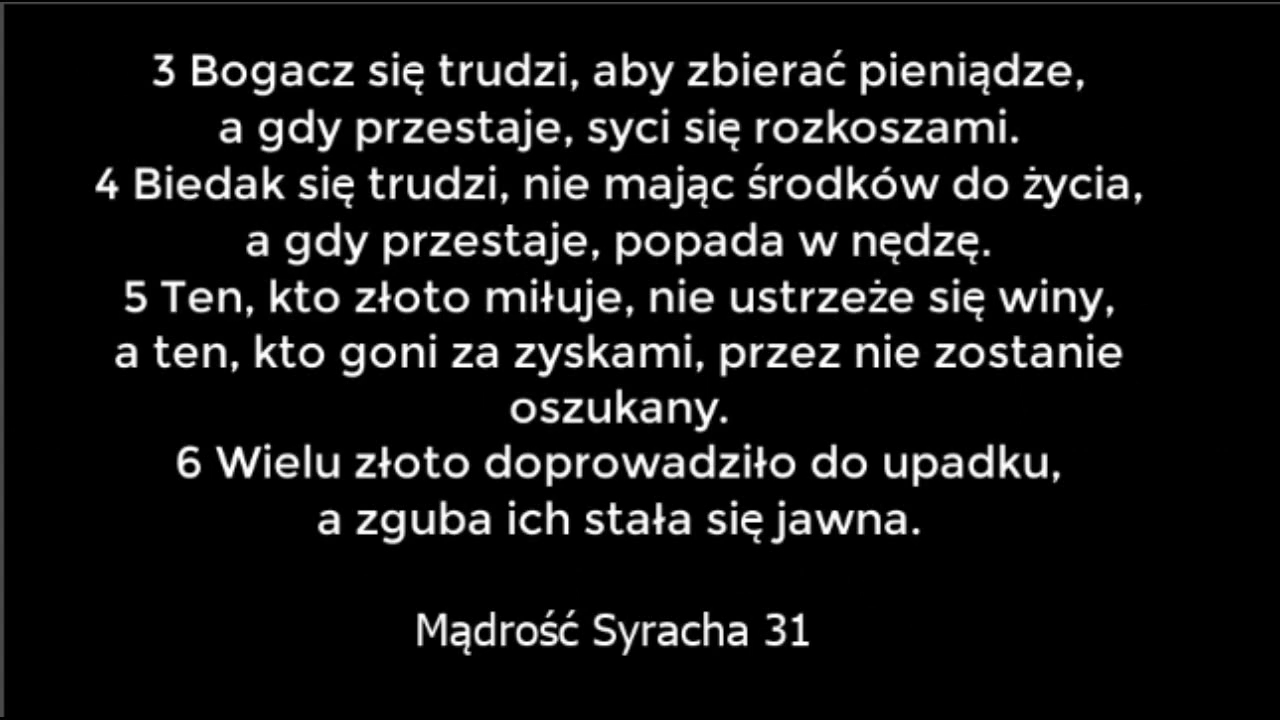 3 Bogacz się trudzi, aby zbierać pieniądze,
a gdy przestaje, syci się rozkoszami.
4 Biedak się trudzi, nie mając środków do życia,
a gdy przestaje, popada w nędzę.
5 Ten, kto złoto miłuje, nie ustrzeże się winy,
a ten, kto goni za zyskami, przez nie zostanie
oszukany.
6 Wielu złoto doprowadziło do upadku,
a zguba ich stała się jawna.
Mądrość Syracha 31